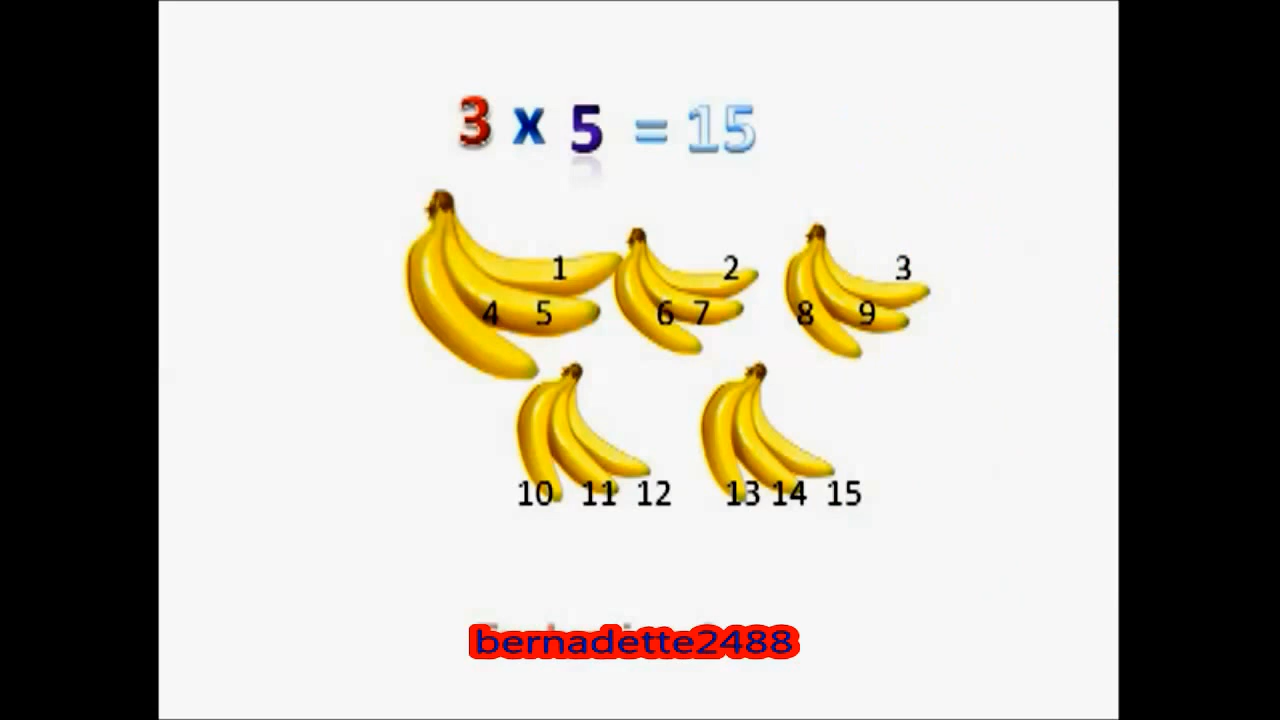 3 x 5 = 15
1 2 3
4 5 6 7 8 9
10 11 12 13 14 15
bernadette2488